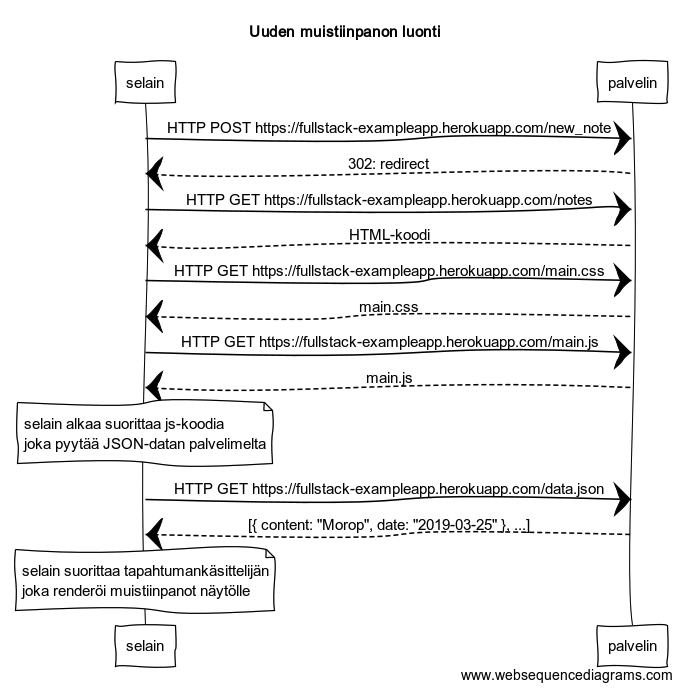 Uuden muistiinpanon luonti
selain
palvelin
HTTP POST https://fullstack-exampleapp.herokuapp.com/new_note
302: redirect
HTTP GET https://fullstack-exampleapp.herokuapp.com/notes
HTML-koodi
HTTP GET https://fullstack-exampleapp.herokuapp.com/main.css
main.css
HTTP GET https://fullstack-exampleapp.herokuapp.com/main.js
main.js
selain alkaa suorittaa js-koodia
joka pyytää JSON-datan palvelimelta
HTTP GET https://fullstack-exampleapp.herokuapp.com/data.json
[{ content: "Morop", date: "2019-03-25" }, ...]
selain suorittaa tapahtumankäsittelijän
joka renderöi muistiinpanot näytölle
selain
palvelin
www.websequencediagrams.com